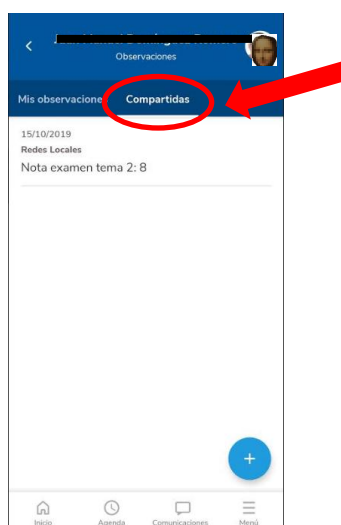 Observaciones
Mis observacione Compartidas
15/10/2019
Redes Locales
Nota examen tema 2: 8
+
Inicio Agenda Comunicaciones Menú